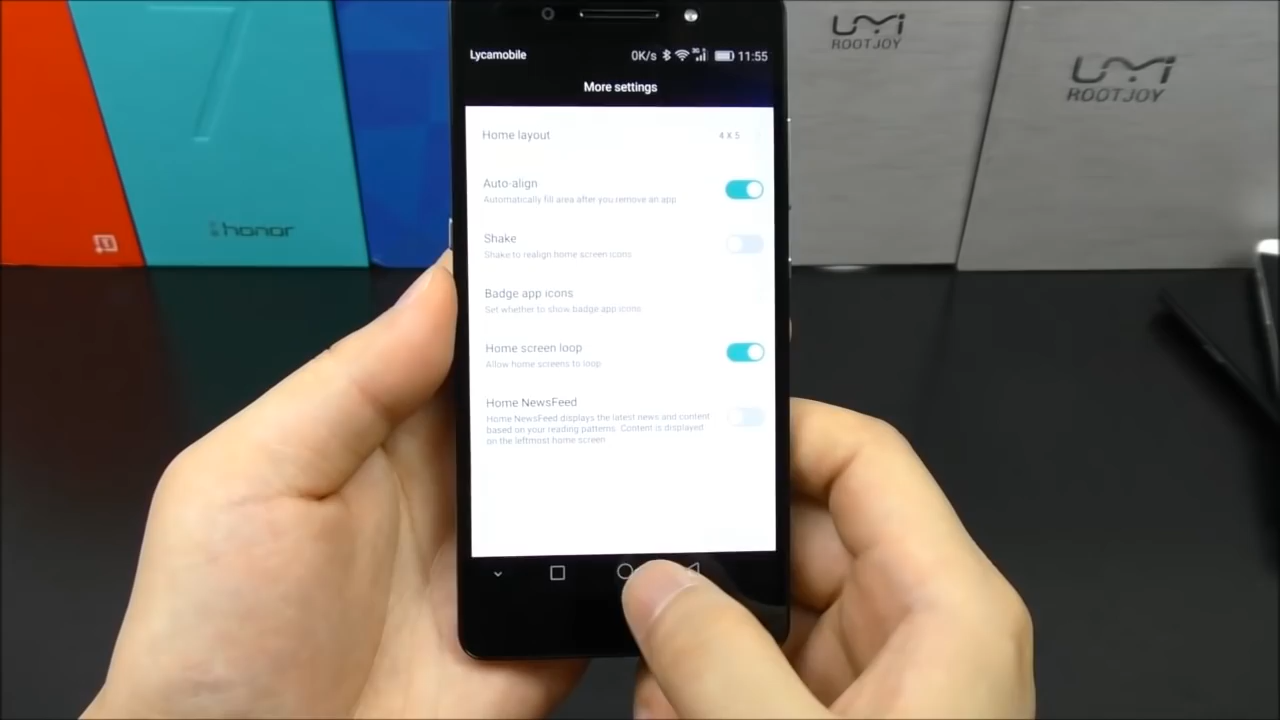 7
honor
UMi
ROOTJOY
UMi
ROOTJOY
Lycamobile 0K/s 3G 11:55
More settings
Home layout 4 X 5
Auto-align
Automatically fill area after you remove an app
Shake
Shake to realign home screen icons
Badge app icons
Set whether to show badge app icons
Home screen loop
Allow home screens to loop
Home NewsFeed
Home NewsFeed displays the latest news and content
based on your reading patterns. Content is displayed
on the leftmost home screen